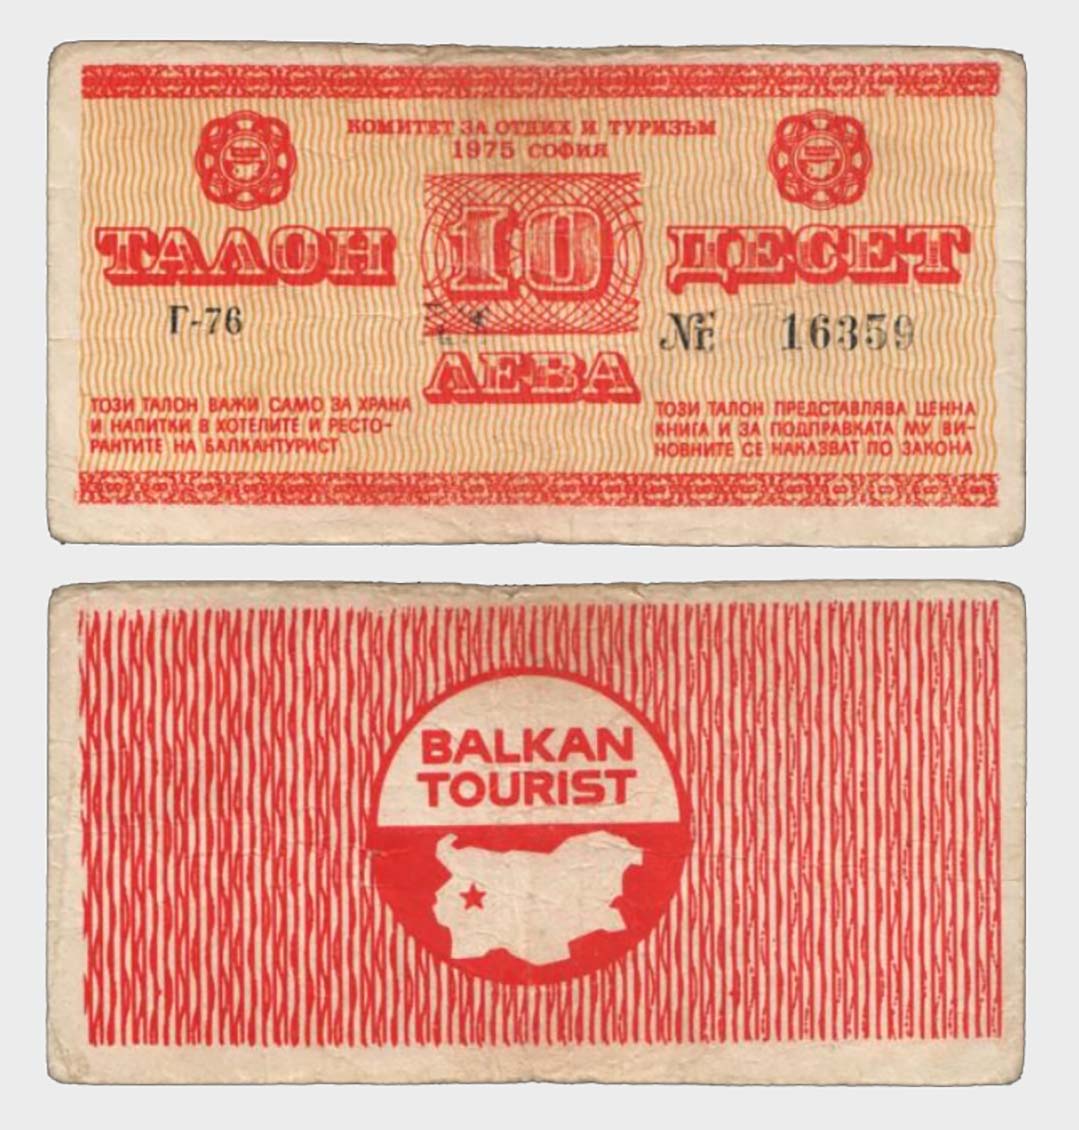 КОМИТЕТ ЗА ОТДИХ И ТУРИЗЪМ
1975 СОФИЯ
ТАЛОН 10 ДЕСЕТ
Г-76
№ 16359
ЛЕВА
ТОЗИ ТАЛОН ВАЖИ САМО ЗА ХРАНА
И НАПИТКИ В ХОТЕЛИТЕ И РЕСТО-
РАНТИТЕ НА БАЛКАНТУРИСТ
ТОЗИ ТАЛОН ПРЕДСТАВЛЯВА ЦЕННА
КНИГА И ЗА ПОДПРАВКАТА МУ ВИ-
НОВНИТЕ СЕ НАКАЗВАТ ПО ЗАКОНА
BALKAN
TOURIST